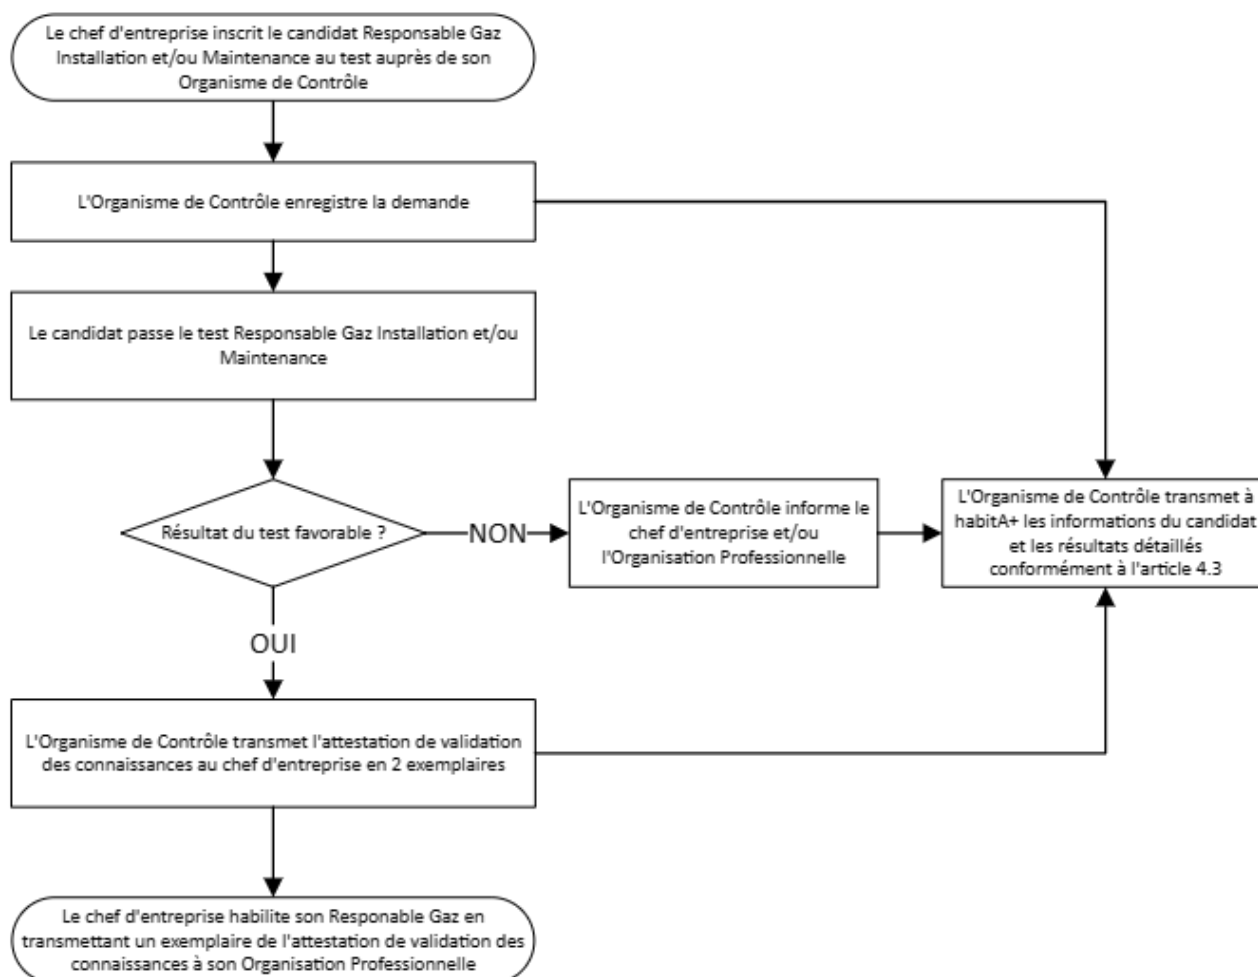 Le chef d'entreprise inscrit le candidat Responsable Gaz
Installation et/ou Maintenance au test auprès de son
Organisme de Contrôle
L'Organisme de Contrôle enregistre la demande
Le candidat passe le test Responsable Gaz Installation et/ou
Maintenance
Résultat du test favorable ?
NON
L'Organisme de Contrôle informe le
chef d'entreprise et/ou
l'Organisation Professionnelle
L'Organisme de Contrôle transmet à
habitA+ les informations du candidat
et les résultats détaillés
conformément à l'article 4.3
OUI
L'Organisme de Contrôle transmet l'attestation de validation
des connaissances au chef d'entreprise en 2 exemplaires
Le chef d'entreprise habilite son Responable Gaz en
transmettant un exemplaire de l'attestation de validation des
connaissances à son Organisation Professionnelle